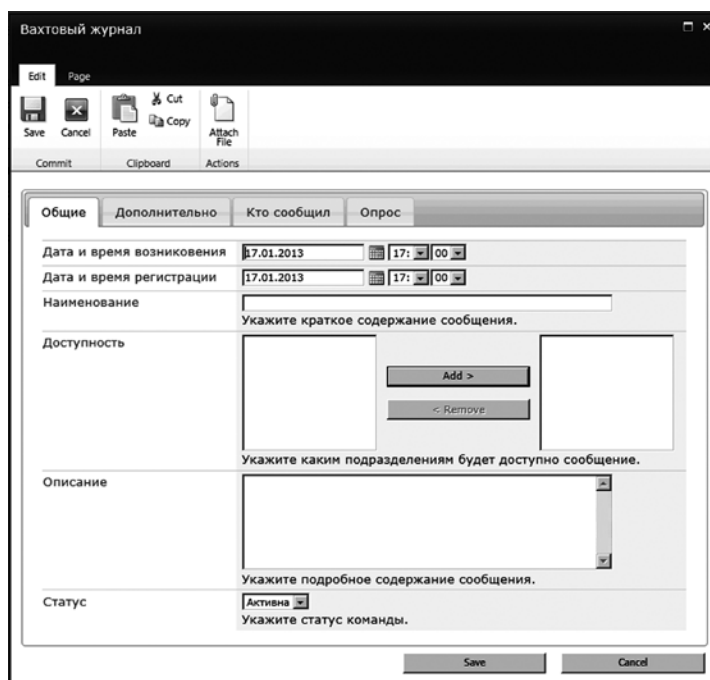 Вахтовый журнал
Edit Page
Save Cancel Paste Cut Copy Attach File
Commit Clipboard Actions
Общие Дополнительно Кто сообщил Опрос
Дата и время возниковения 17.01.2013 17: 00
Дата и время регистрации 17.01.2013 17: 00
Наименование
Укажите краткое содержание сообщения.
Доступность
Add >
< Remove
Укажите каким подразделениям будет доступно сообщение.
Описание
Укажите подробное содержание сообщения.
Статус Активна
Укажите статус команды.
Save Cancel